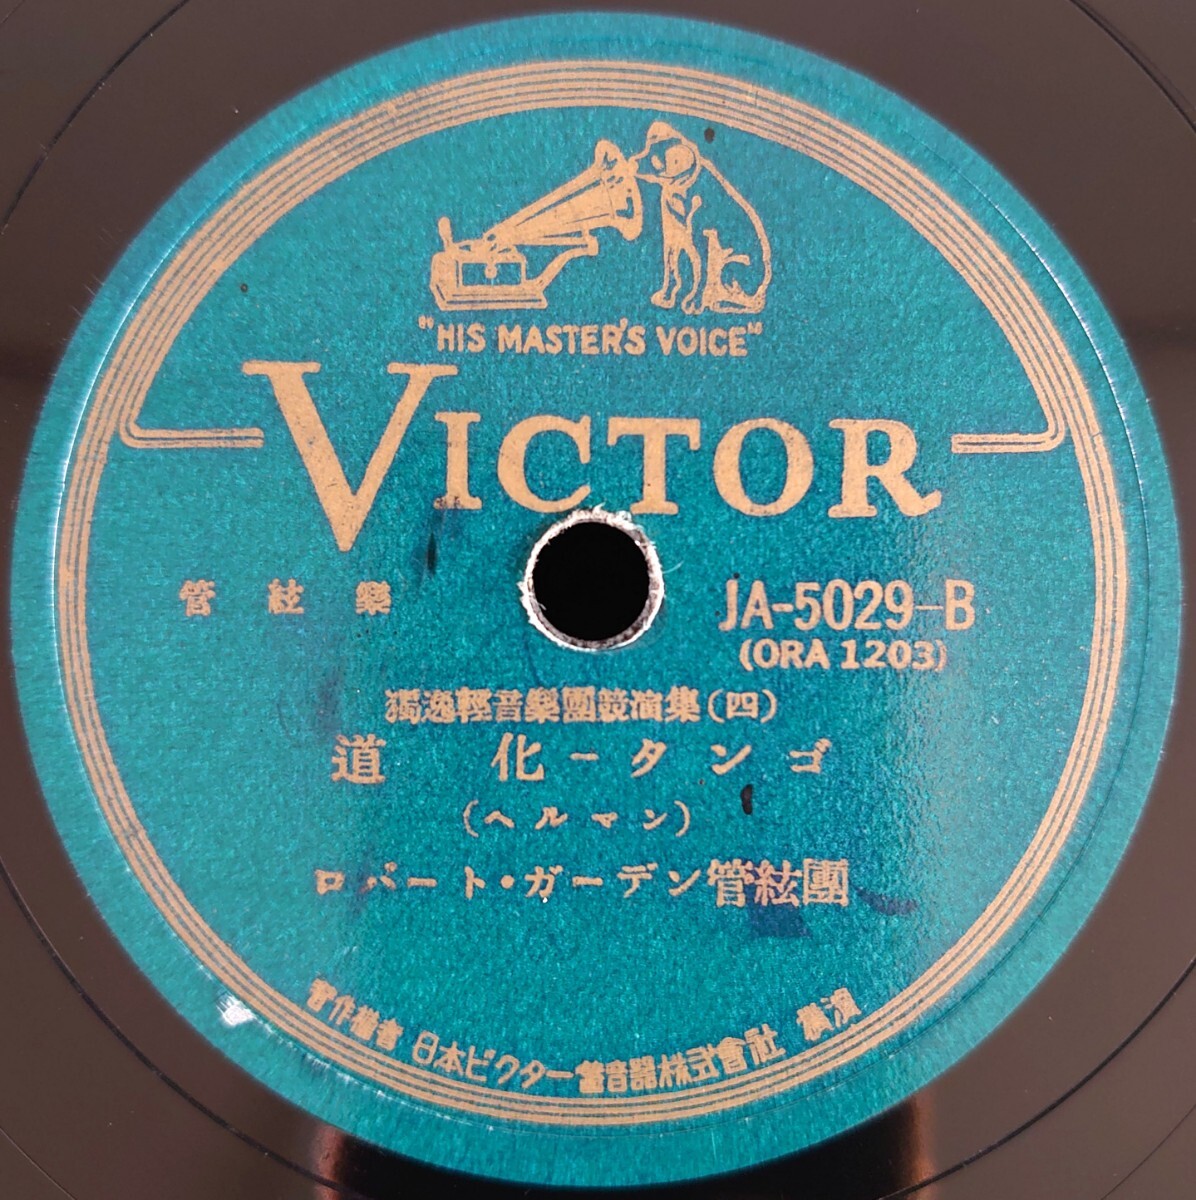 "HIS MASTER'S VOICE"
VICTOR
管絃樂
JA-5029-B
(ORA 1203)
獨逸輕音樂團競演集(四)
道化-タンゴ
(ヘルマン)
ロバート・ガーデン管絃團
著作權者 日本ビクター蓄音器株式會社 橫濱